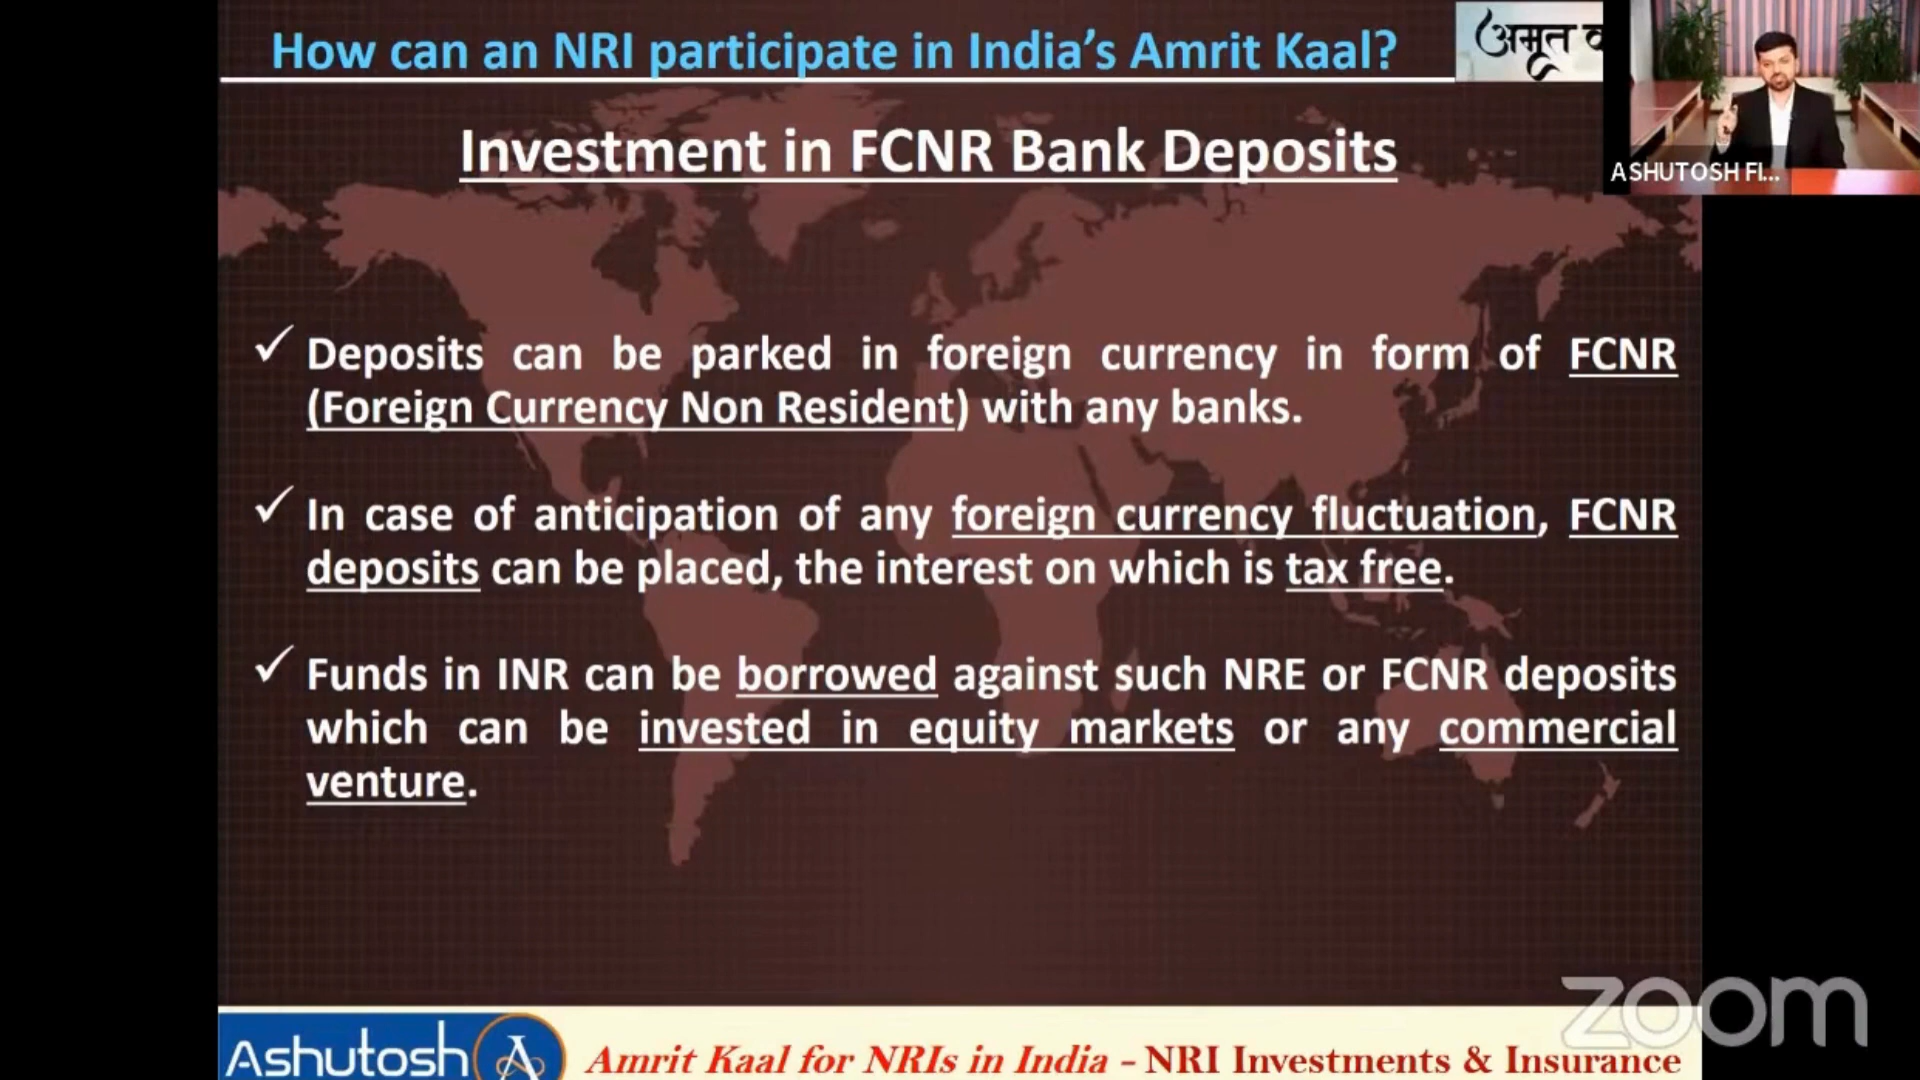 How can an NRI participate in India's Amrit Kaal?
अमृत
ASHUTOSH FI...
Investment in FCNR Bank Deposits
✓ Deposits can be parked in foreign currency in form of FCNR
(Foreign Currency Non Resident) with any banks.
✓ In case of anticipation of any foreign currency fluctuation, FCNR
deposits can be placed, the interest on which is tax free.
✓ Funds in INR can be borrowed against such NRE or FCNR deposits
which can be invested in equity markets or any commercial
venture.
zoom
Ashutosh
Amrit Kaal for NRIs in India – NRI Investments & Insurance